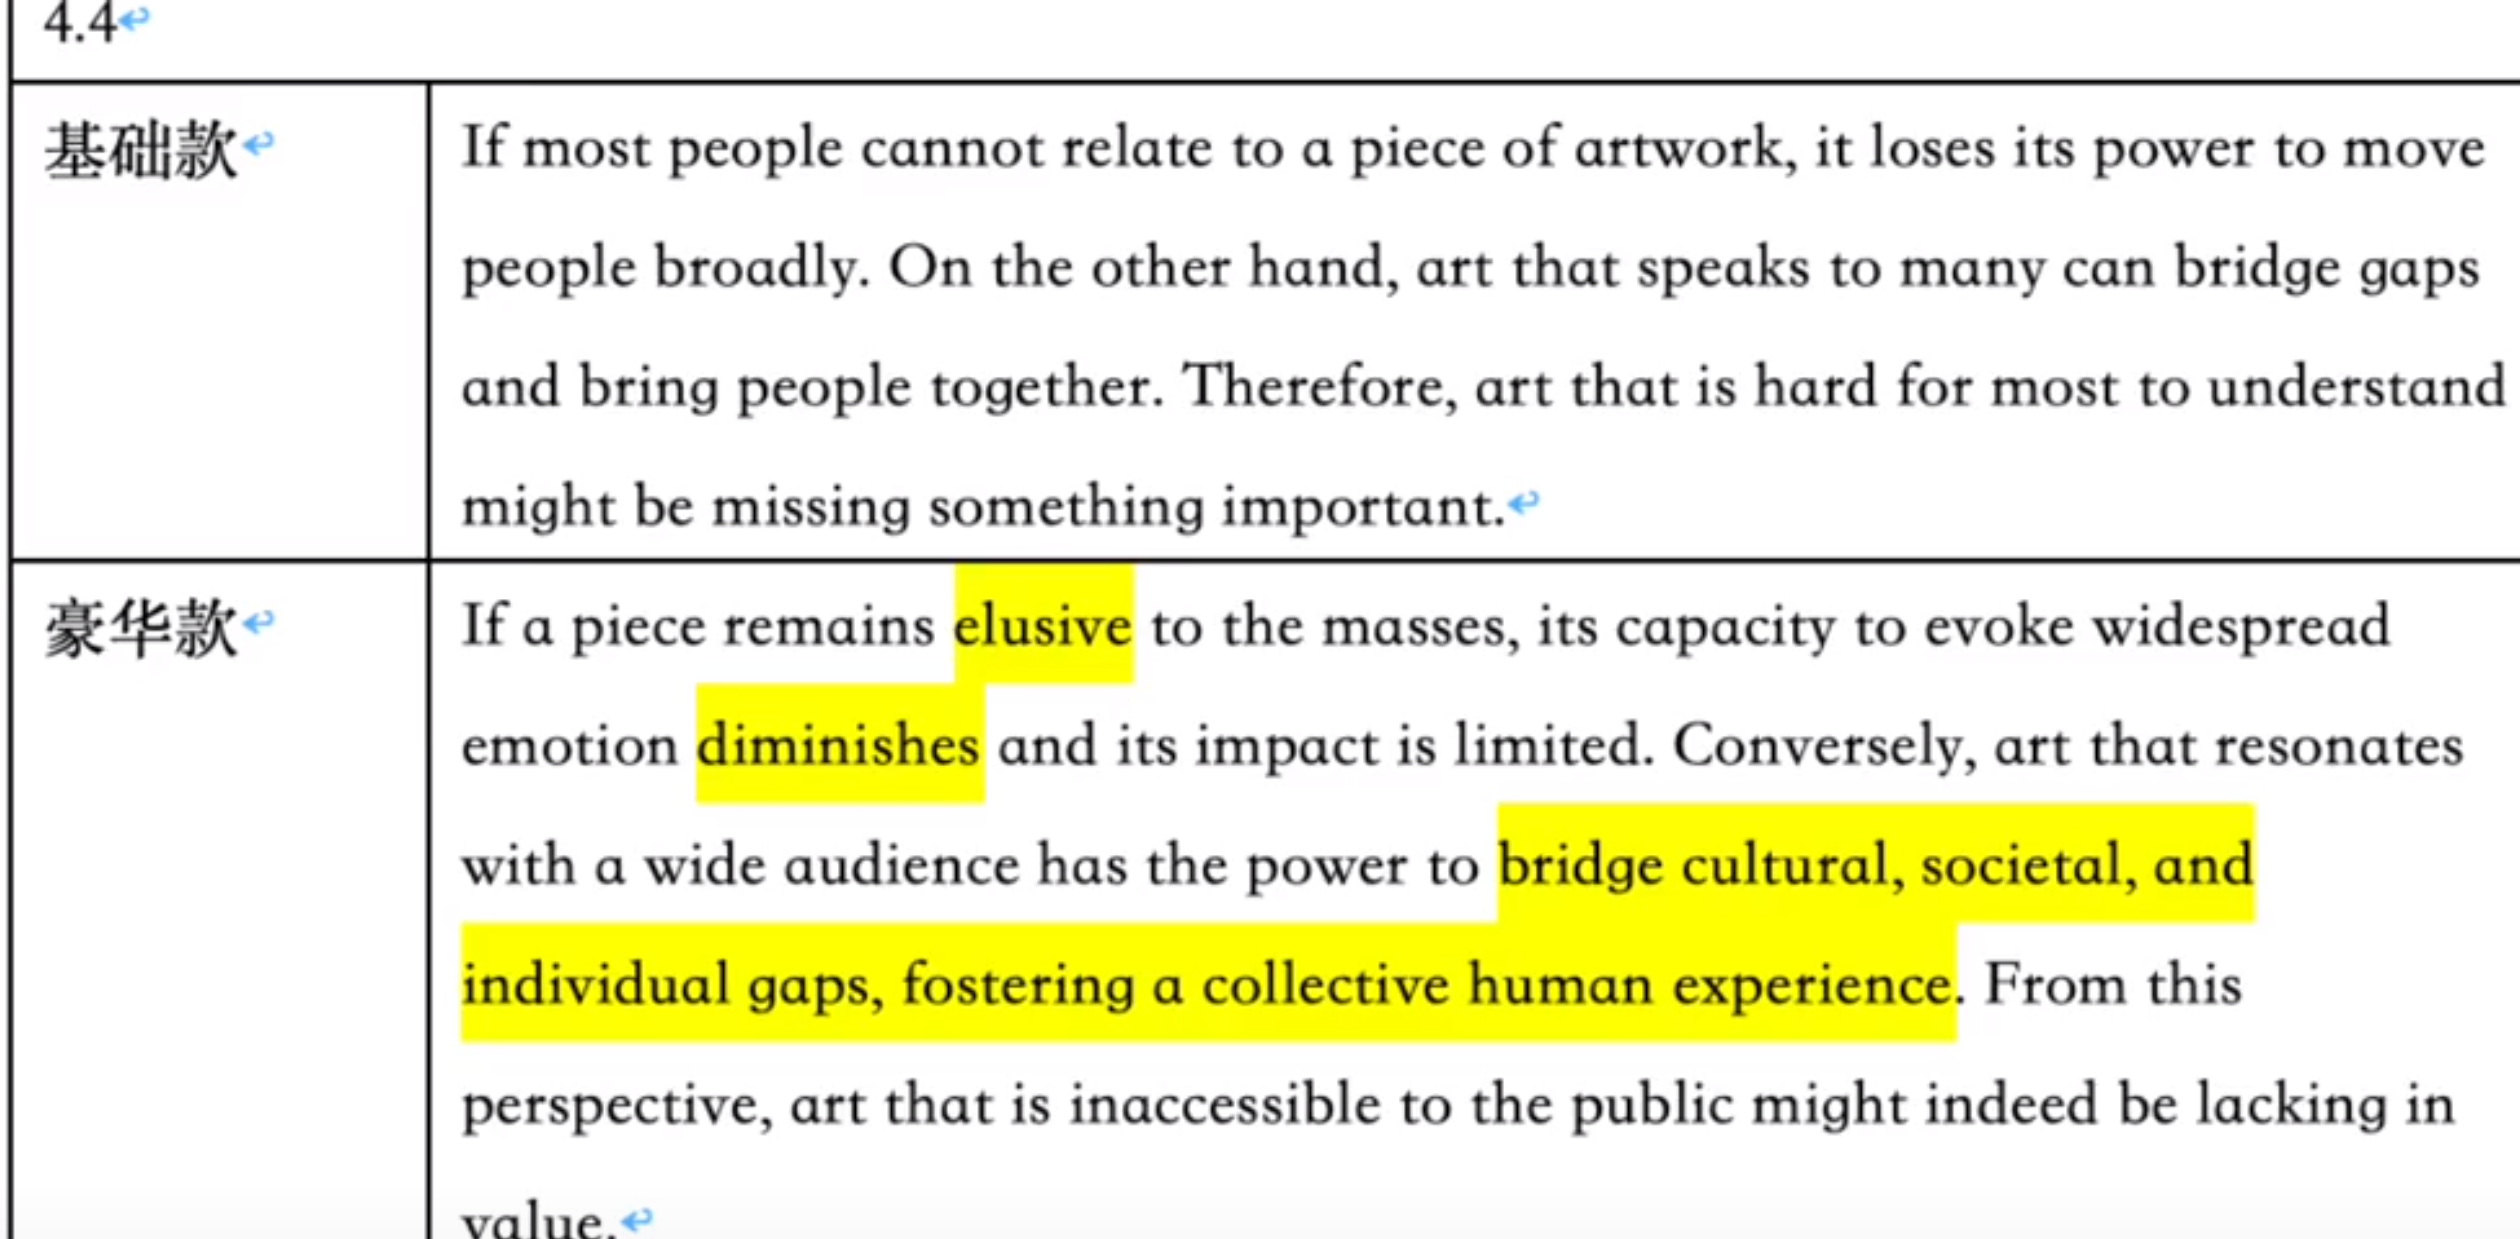 4.4
基础款
If most people cannot relate to a piece of artwork, it loses its power to move
people broadly. On the other hand, art that speaks to many can bridge gaps
and bring people together. Therefore, art that is hard for most to understand
might be missing something important.
豪华款
If a piece remains elusive to the masses, its capacity to evoke widespread
emotion diminishes and its impact is limited. Conversely, art that resonates
with a wide audience has the power to bridge cultural, societal, and
individual gaps, fostering a collective human experience. From this
perspective, art that is inaccessible to the public might indeed be lacking in
value.